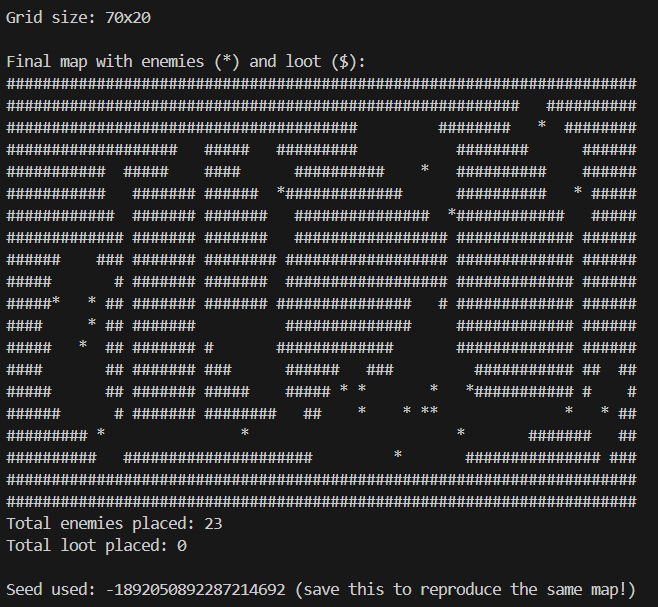 Grid size: 70x20

Final map with enemies (*) and loot ($):
######################################################################
#########################################################   ##########
#######################################         ########   *  ########
###################   #####   #########           ########      ######
###########  #####    ####      ##########    *   ##########    ######
###########   ####### ######  *#############      ##########   * #####
############  ####### #######   ###############  *############   #####
############# ####### #######   ################# ############# ######
######    ### ####### ######## ################## ############# ######
#####       # ####### #######  ################## ############# ######
#####*   * ## ####### ####### ###############   # ############# ######
####     * ## #######          ##############     ############# ######
#####   *  ## ####### #       #############       ############# ######
####       ## ####### ###      ######   ###         ########### ##  ##
#####      ## ####### #####    ##### * *       *   *########### #    #
######      # ####### ########   ##    *    * **              *   * ##
######### *               *                       *       #######   ##
##########   #####################         *       ############### ###
######################################################################
######################################################################
Total enemies placed: 23
Total loot placed: 0

Seed used: -1892050892287214692 (save this to reproduce the same map!)